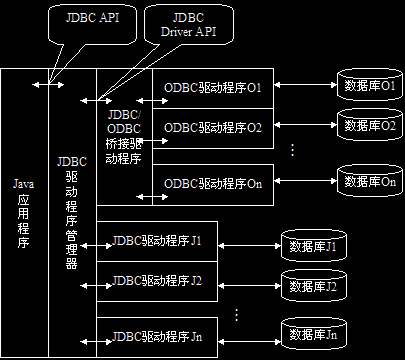 JDBC API
JDBC
Driver API
Java
应
用
程
序
JDBC
驱
动
程
序
管
理
器
JDBC/
ODBC
桥接驱
动程序
ODBC驱动程序O1
数据库O1
ODBC驱动程序O2
数据库O2
⋮
⋮
ODBC驱动程序On
数据库On
JDBC驱动程序J1
数据库J1
JDBC驱动程序J2
数据库J2
⋮
JDBC驱动程序Jn
数据库Jn